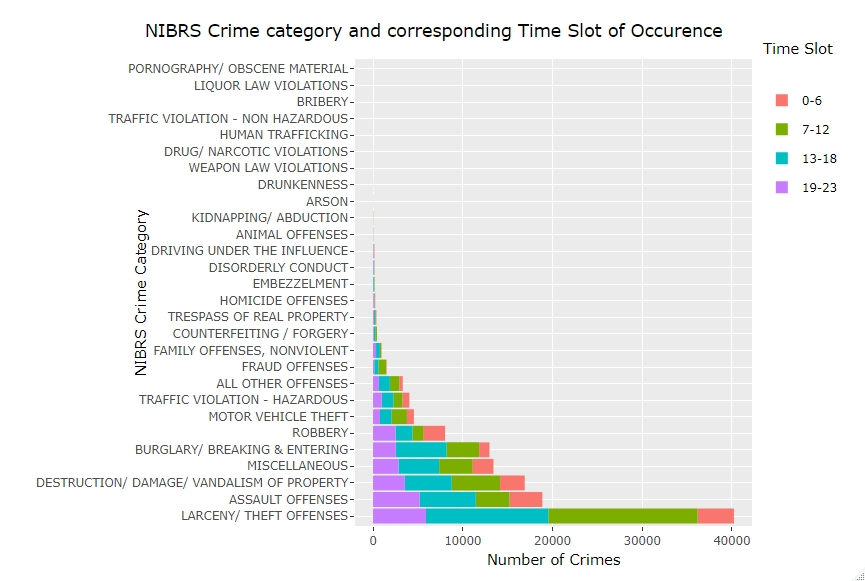 NIBRS Crime category and corresponding Time Slot of Occurence
Time Slot
0-6
7-12
13-18
19-23
NIBRS Crime Category
PORNOGRAPHY/ OBSCENE MATERIAL
LIQUOR LAW VIOLATIONS
BRIBERY
TRAFFIC VIOLATION - NON HAZARDOUS
HUMAN TRAFFICKING
DRUG/ NARCOTIC VIOLATIONS
WEAPON LAW VIOLATIONS
DRUNKENNESS
ARSON
KIDNAPPING/ ABDUCTION
ANIMAL OFFENSES
DRIVING UNDER THE INFLUENCE
DISORDERLY CONDUCT
EMBEZZELMENT
HOMICIDE OFFENSES
TRESPASS OF REAL PROPERTY
COUNTERFEITING / FORGERY
FAMILY OFFENSES, NONVIOLENT
FRAUD OFFENSES
ALL OTHER OFFENSES
TRAFFIC VIOLATION - HAZARDOUS
MOTOR VEHICLE THEFT
ROBBERY
BURGLARY/ BREAKING & ENTERING
MISCELLANEOUS
DESTRUCTION/ DAMAGE/ VANDALISM OF PROPERTY
ASSAULT OFFENSES
LARCENY/ THEFT OFFENSES
0 10000 20000 30000 40000
Number of Crimes